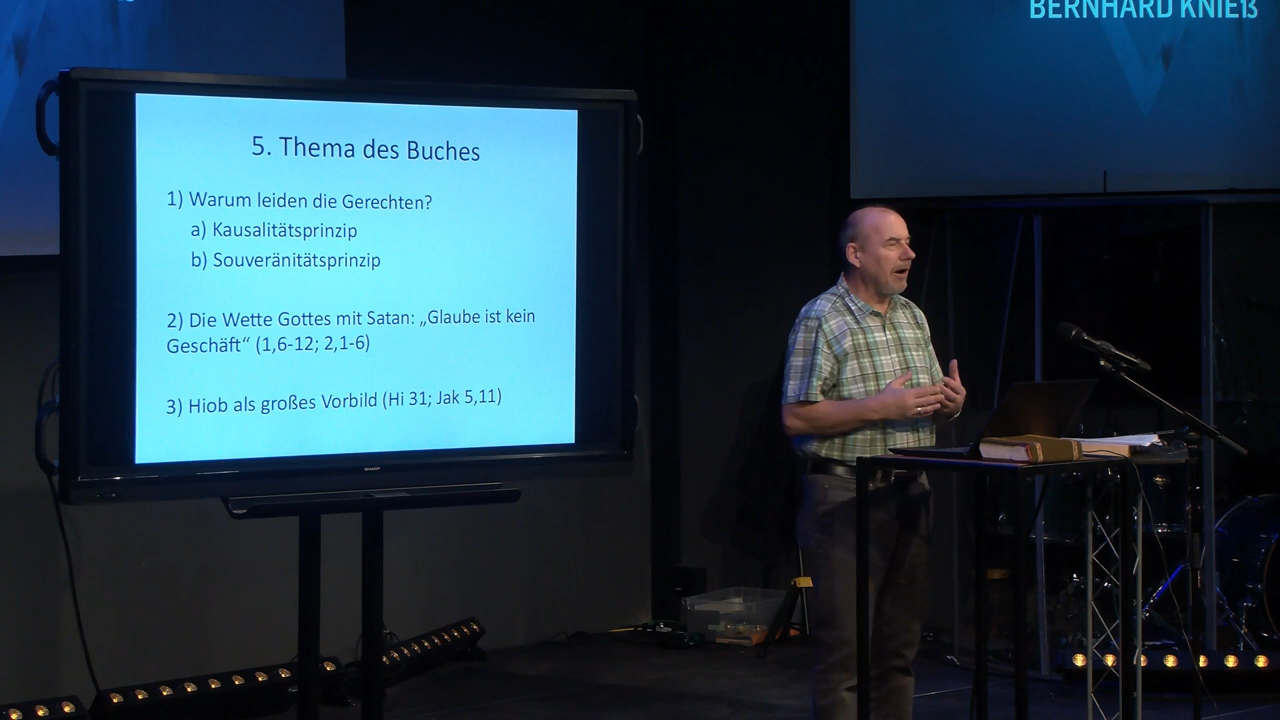 BERNHARD KNIEß
5. Thema des Buches
1) Warum leiden die Gerechten?
a) Kausalitätsprinzip
b) Souveränitätsprinzip
2) Die Wette Gottes mit Satan: „Glaube ist kein
Geschäft“ (1,6-12; 2,1-6)
3) Hiob als großes Vorbild (Hi 31; Jak 5,11)
SHARP